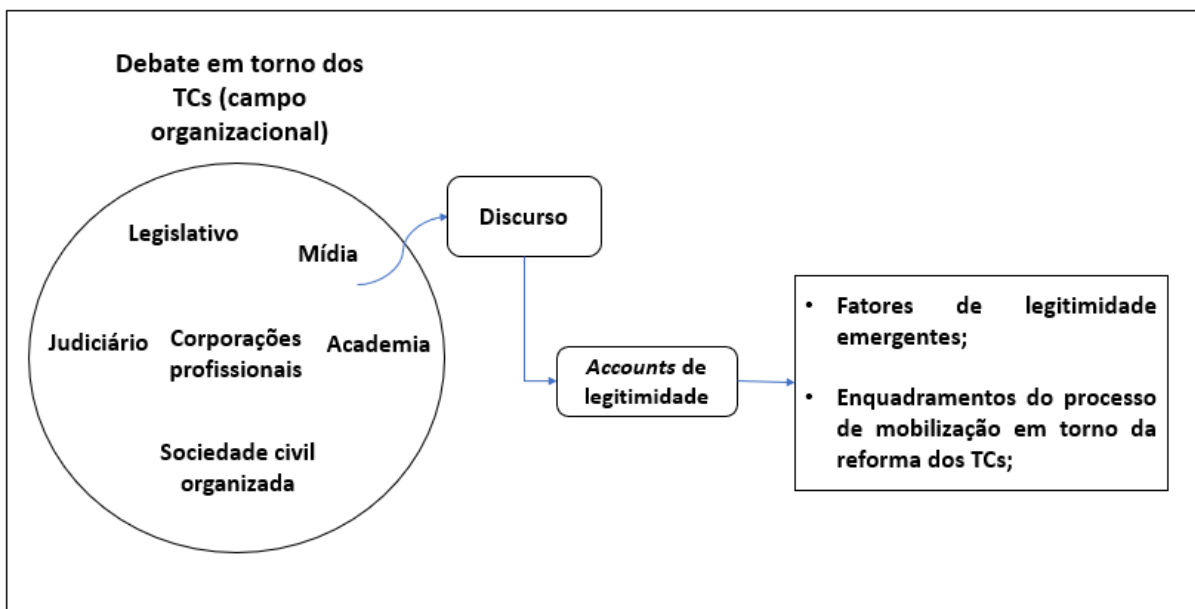 Debate em torno dos
TCs (campo
organizacional)
Legislativo
Mídia
Judiciário
Corporações
profissionais
Academia
Sociedade civil
organizada
Discurso
Accounts de
legitimidade
• Fatores de legitimidade
emergentes;
• Enquadramentos do processo
de mobilização em torno da
reforma dos TCs;